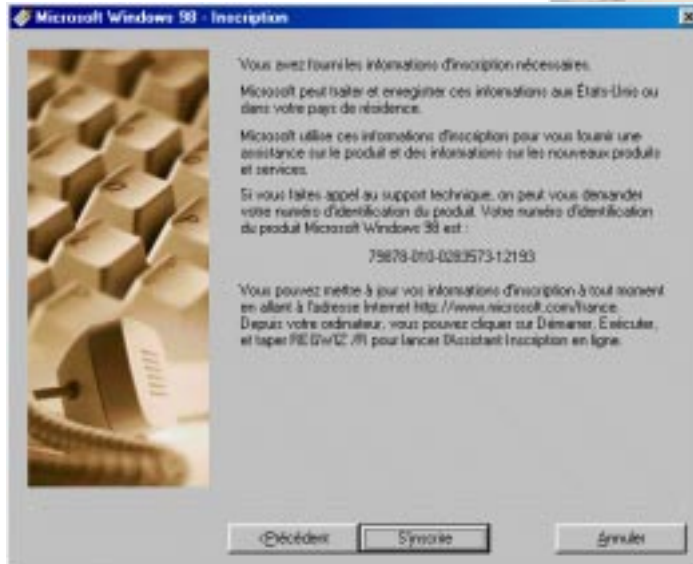 Microsoft Windows 98 - Inscription
Vous avez fourni les informations d'inscription nécessaires.
Microsoft peut traiter et enregistrer ces informations aux États-Unis ou
dans votre pays de résidence.
Microsoft utilise ces informations d'inscription pour vous fournir une
assistance sur le produit et des informations sur les nouveaux produits
et services.
Si vous faites appel au support technique, on peut vous demander
votre numéro d'identification du produit. Votre numéro d'identification
du produit Microsoft Windows 98 est :
79878-010-0283573-12193
Vous pouvez mettre à jour vos informations d'inscription à tout moment
en allant à l'adresse Internet http://www.microsoft.com/france.
Depuis votre ordinateur, vous pouvez cliquer sur Démarrer, Exécuter,
et taper REGWIZ /R pour lancer l'Assistant Inscription en ligne.
<Précédent S'inscrire Annuler